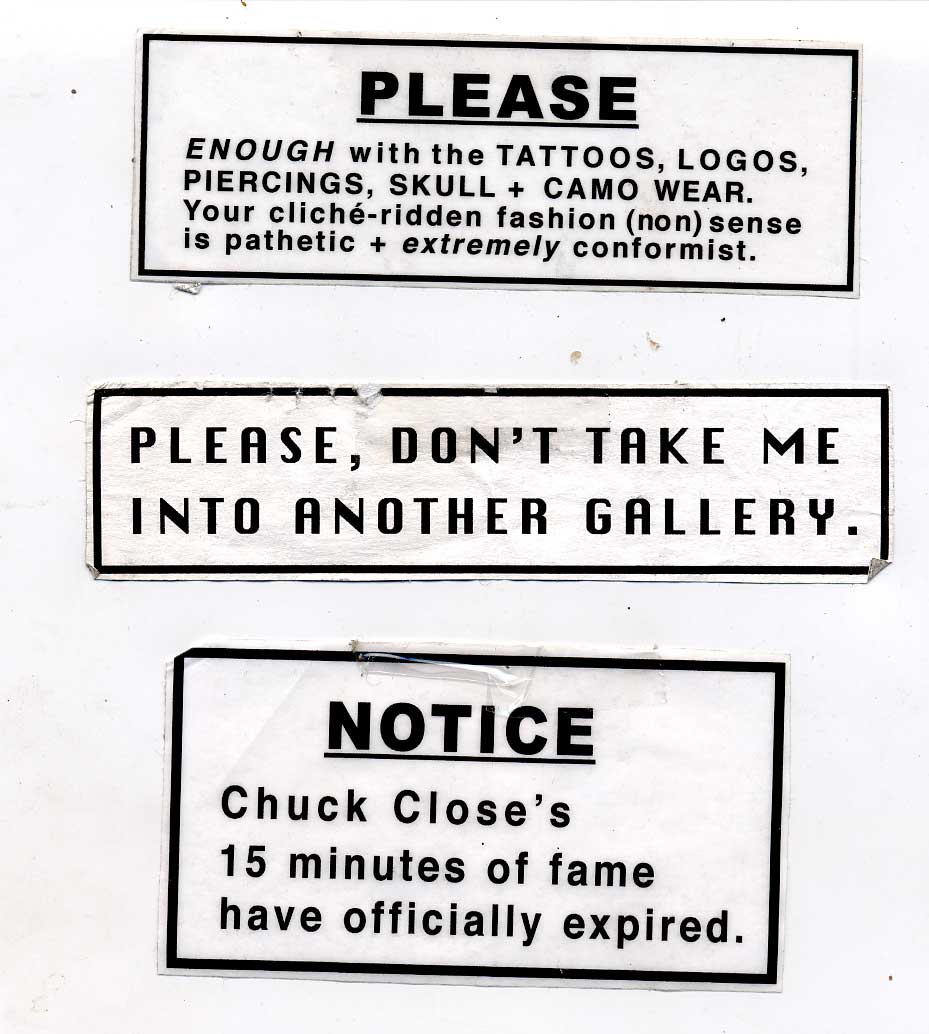 PLEASE
ENOUGH with the TATTOOS, LOGOS,
PIERCINGS, SKULL + CAMO WEAR.
Your cliché-ridden fashion (non) sense
is pathetic + extremely conformist.
PLEASE, DON'T TAKE ME
INTO ANOTHER GALLERY.
NOTICE
Chuck Close's
15 minutes of fame
have officially expired.